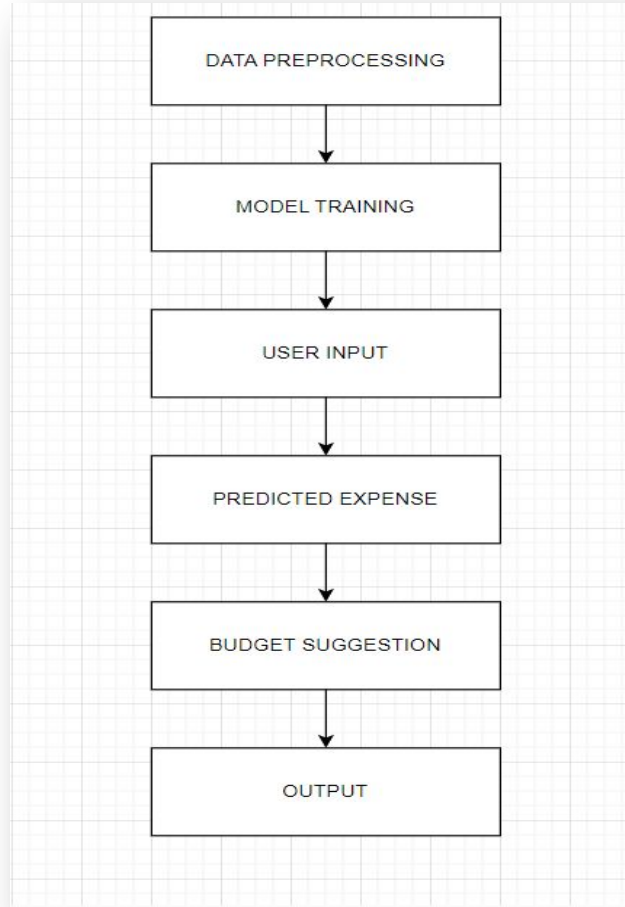 DATA PREPROCESSING
MODEL TRAINING
USER INPUT
PREDICTED EXPENSE
BUDGET SUGGESTION
OUTPUT